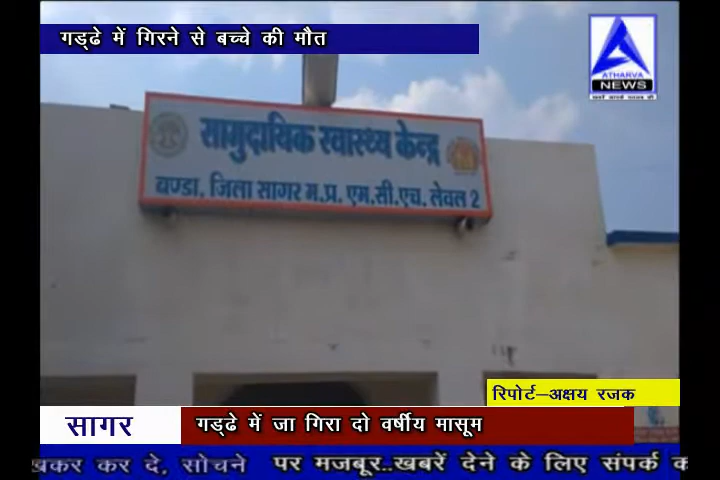 गड्ढे में गिरने से बच्चे की मौत
ATHARVA
NEWS
सामुदायिक स्वास्थ्य केन्द्र
बण्डा, जिला सागर म.प्र. एम.सी.एच. लेवल 2
रिपोर्ट–अक्षय रजक
सागर
गड्ढे में जा गिरा दो वर्षीय मासूम
कर दे, सोचने पर मजबूर..खबरें देने के लिए संपर्क